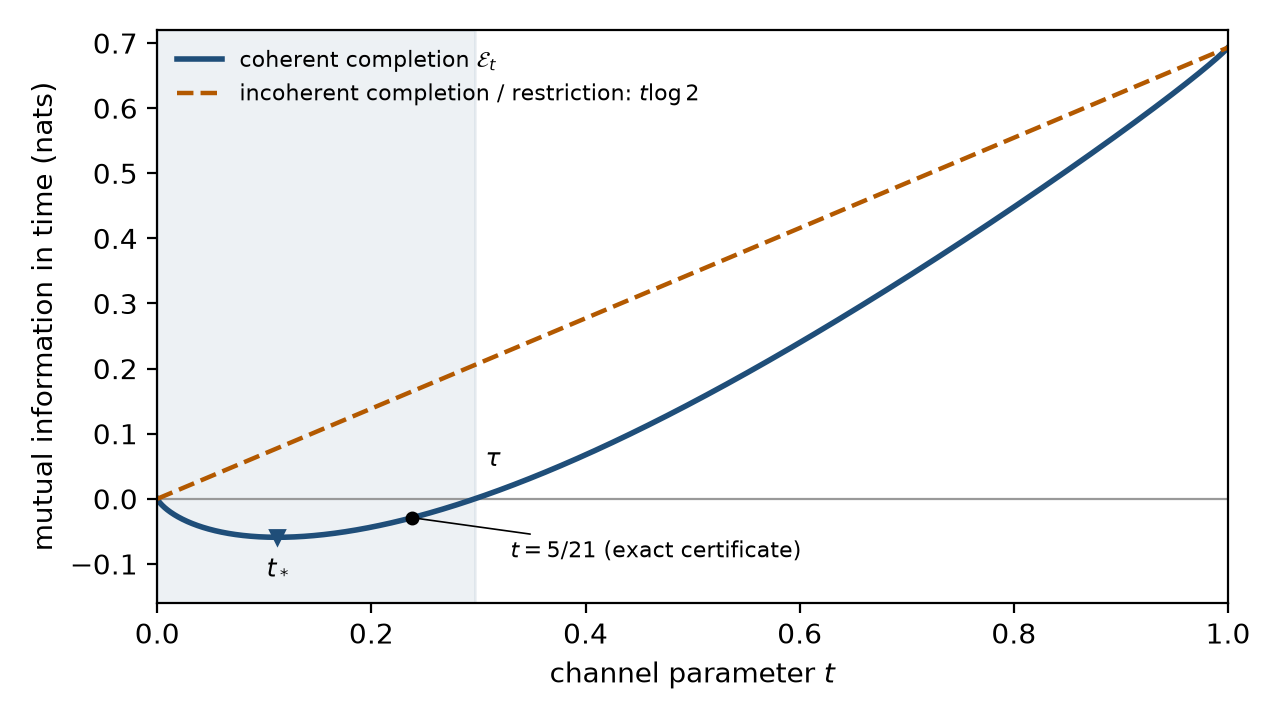 coherent completion ℰₜ
incoherent completion / restriction: t log 2
mutual information in time (nats)
0.7
0.6
0.5
0.4
0.3
0.2
0.1
0.0
−0.1
τ
t = 5/21 (exact certificate)
t*
0.0 0.2 0.4 0.6 0.8 1.0
channel parameter t